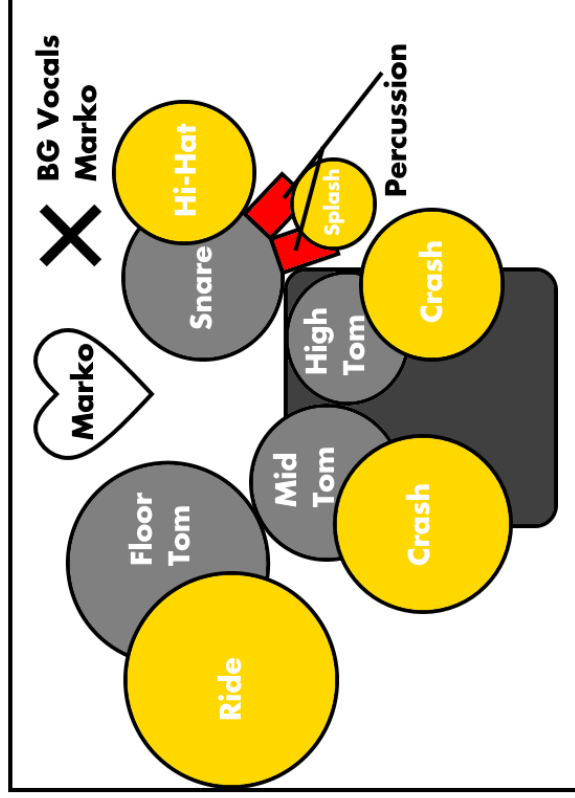 BG Vocals
Marko
Marko
Hi-Hat
Snare
Splash
Percussion
High
Tom
Crash
Mid
Tom
Crash
Floor
Tom
Ride